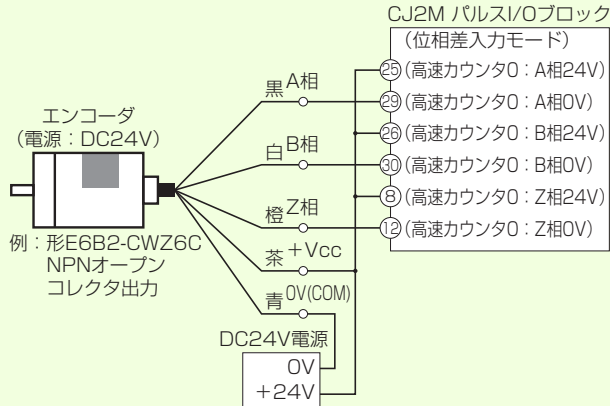 CJ2M パルスI/Oブロック
(位相差入力モード)
25 (高速カウンタ0：A相24V)
黒 A相
29 (高速カウンタ0：A相0V)
エンコーダ
(電源：DC24V)
26 (高速カウンタ0：B相24V)
白 B相
30 (高速カウンタ0：B相0V)
8 (高速カウンタ0：Z相24V)
橙 Z相
12 (高速カウンタ0：Z相0V)
例：形E6B2-CWZ6C
NPNオープン
コレクタ出力
茶 +Vcc
青 0V(COM)
DC24V電源
0V
+24V